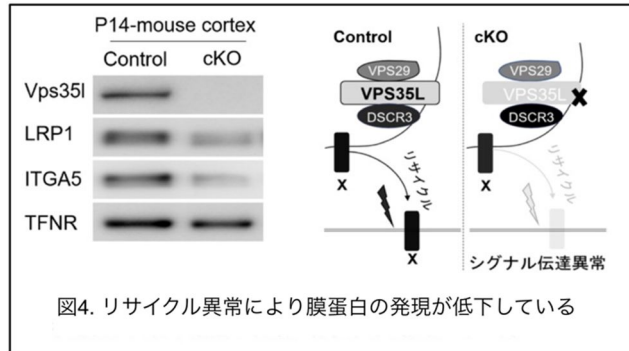 P14-mouse cortex
Control cKO
Vps35l
LRP1
ITGA5
TFNR
Control
VPS29
VPS35L
DSCR3
リサイクル
X
X
cKO
VPS29
VPS35L
DSCR3
リサイクル
X
シグナル伝達異常
図4. リサイクル異常により膜蛋白の発現が低下している